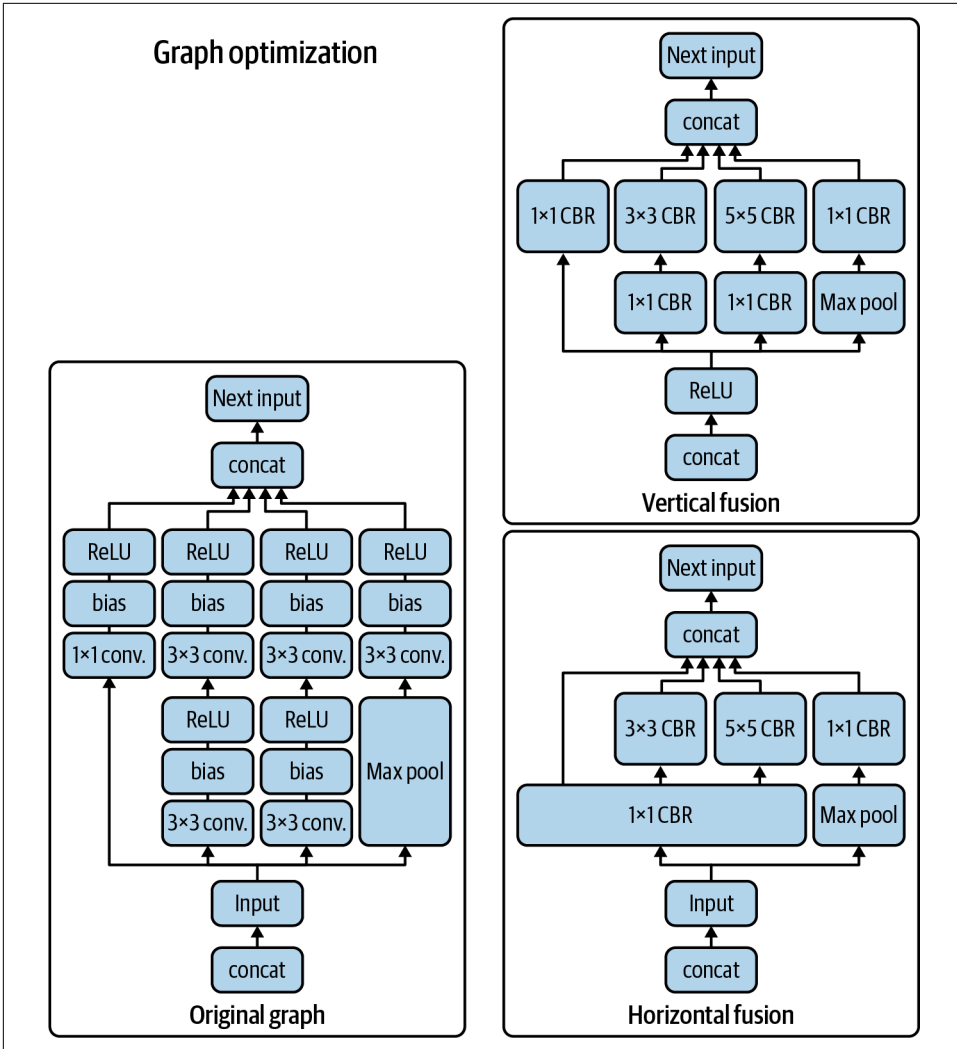 Graph optimization
Next input
concat
1×1 CBR
3×3 CBR
5×5 CBR
1×1 CBR
1×1 CBR
1×1 CBR
Max pool
ReLU
concat
Vertical fusion
Next input
concat
ReLU
ReLU
ReLU
ReLU
bias
bias
bias
bias
1×1 conv.
3×3 conv.
3×3 conv.
3×3 conv.
ReLU
ReLU
bias
bias
Max pool
3×3 conv.
3×3 conv.
Input
concat
Original graph
Next input
concat
3×3 CBR
5×5 CBR
1×1 CBR
1×1 CBR
Max pool
Input
concat
Horizontal fusion